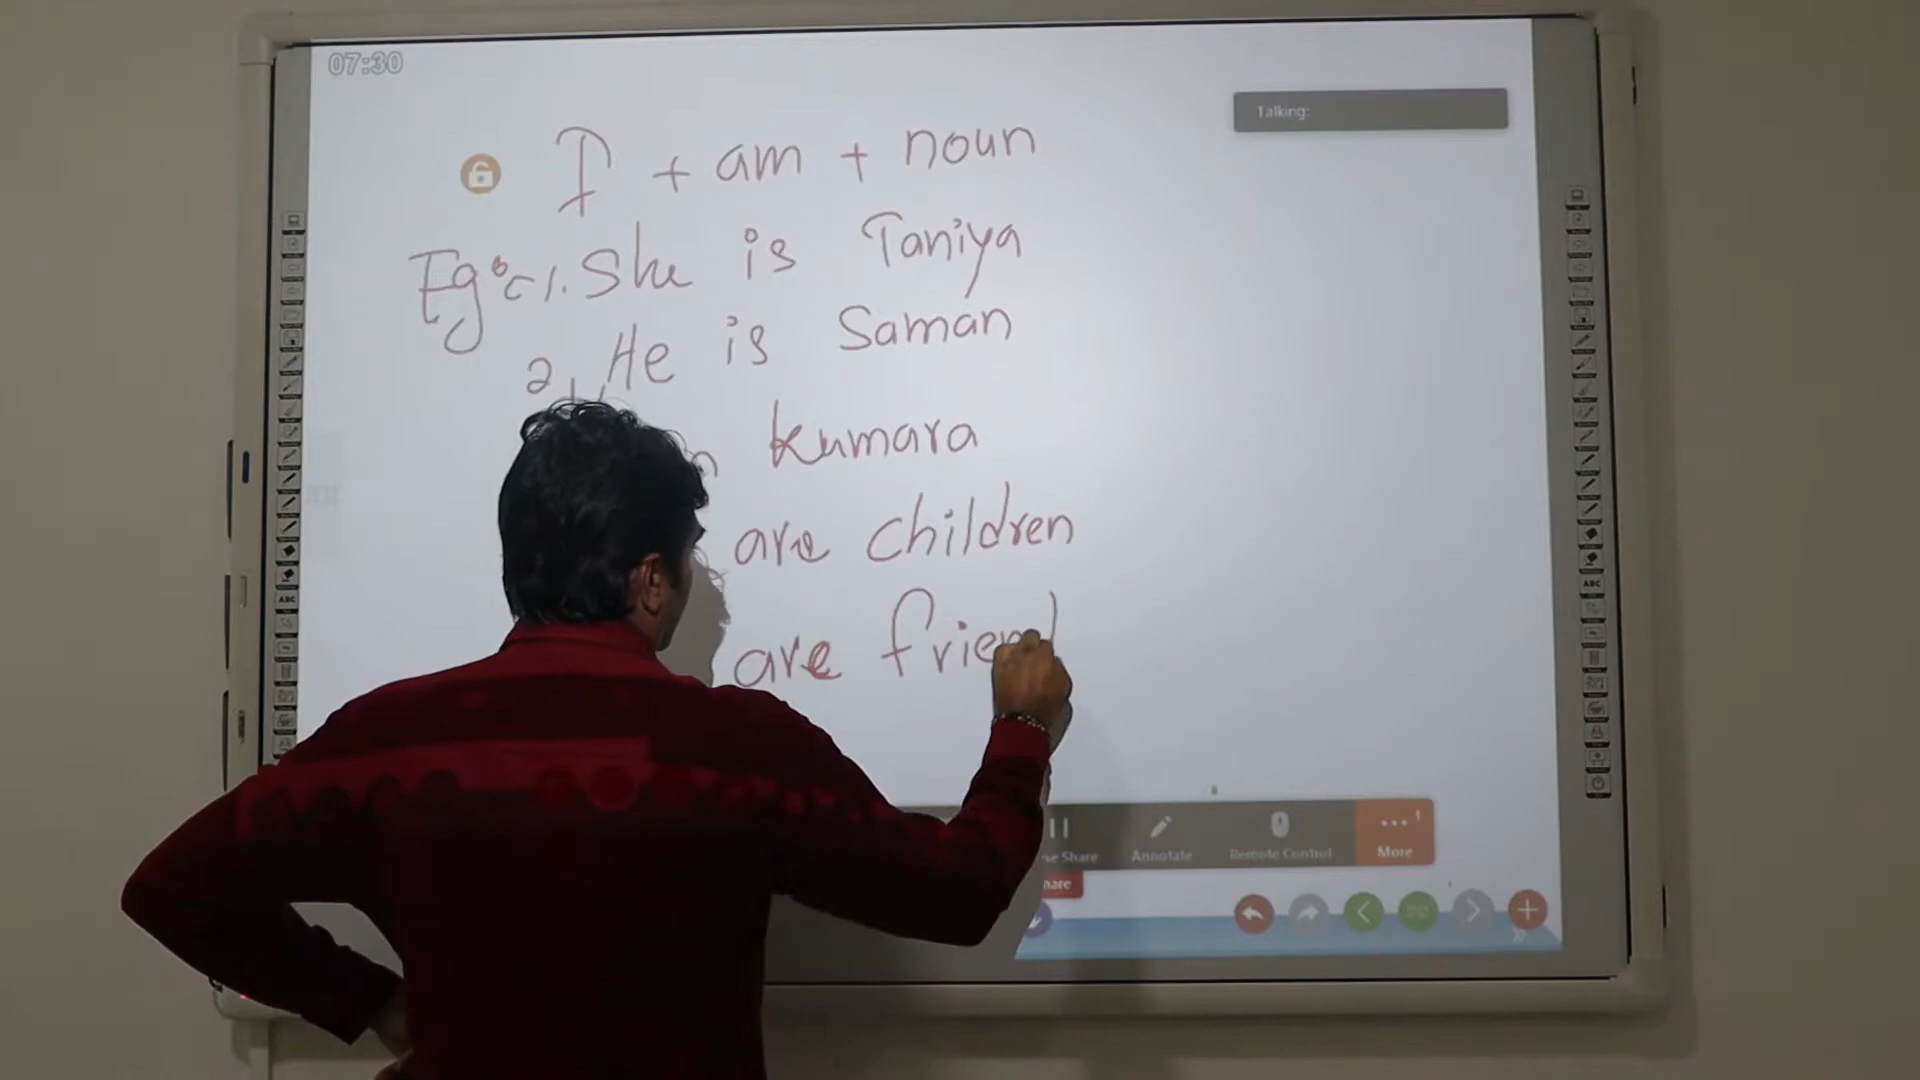 07:30
Talking:
I + am + noun
Eg: 1. She is Taniya
2, He is Saman
kumara
are children
are friend
Annotate Remote Control More